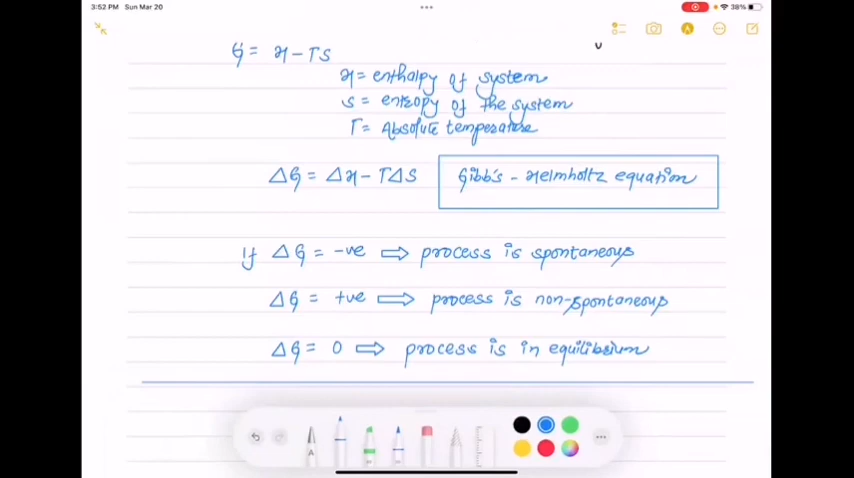 3:52 PM Sun Mar 20
38%
G = H - TS
H = enthalpy of system
S = entropy of the system
T = Absolute temperature
ΔG = ΔH - TΔS Gibb's - Helmholtz equation
If ΔG = -ve ⇒ process is spontaneous
ΔG = +ve ⇒ process is non-spontaneous
ΔG = 0 ⇒ process is in equilibrium
A